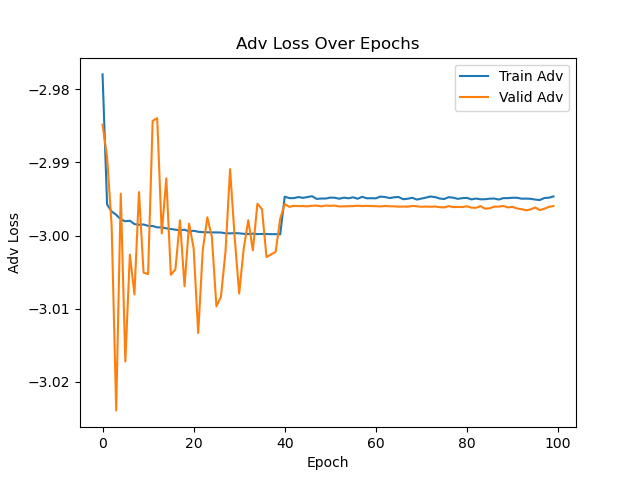 Adv Loss Over Epochs
Train Adv
Valid Adv
−2.98
−2.99
−3.00
−3.01
−3.02
Adv Loss
0 20 40 60 80 100
Epoch